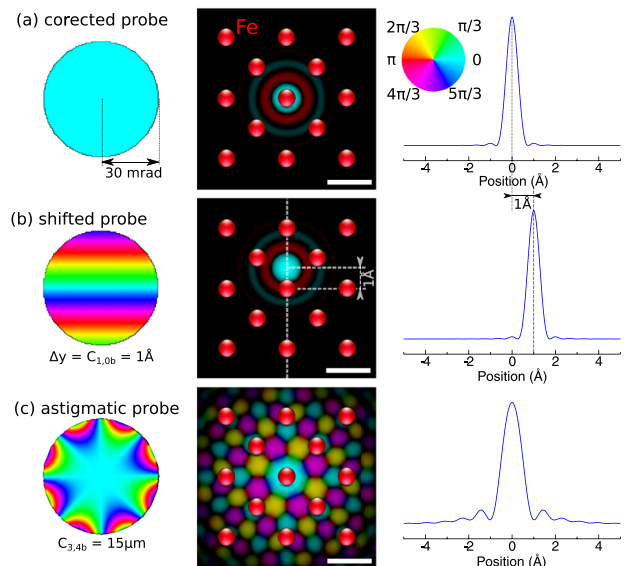 (a) corected probe
30 mrad
Fe
2π/3
π/3
π
0
4π/3
5π/3
-4 -2 0 2 4
Position (Å)
1Å
(b) shifted probe
Δy = C1,0b = 1Å
1Å
-4 -2 0 2 4
Position (Å)
(c) astigmatic probe
C3,4b = 15μm
-4 -2 0 2 4
Position (Å)